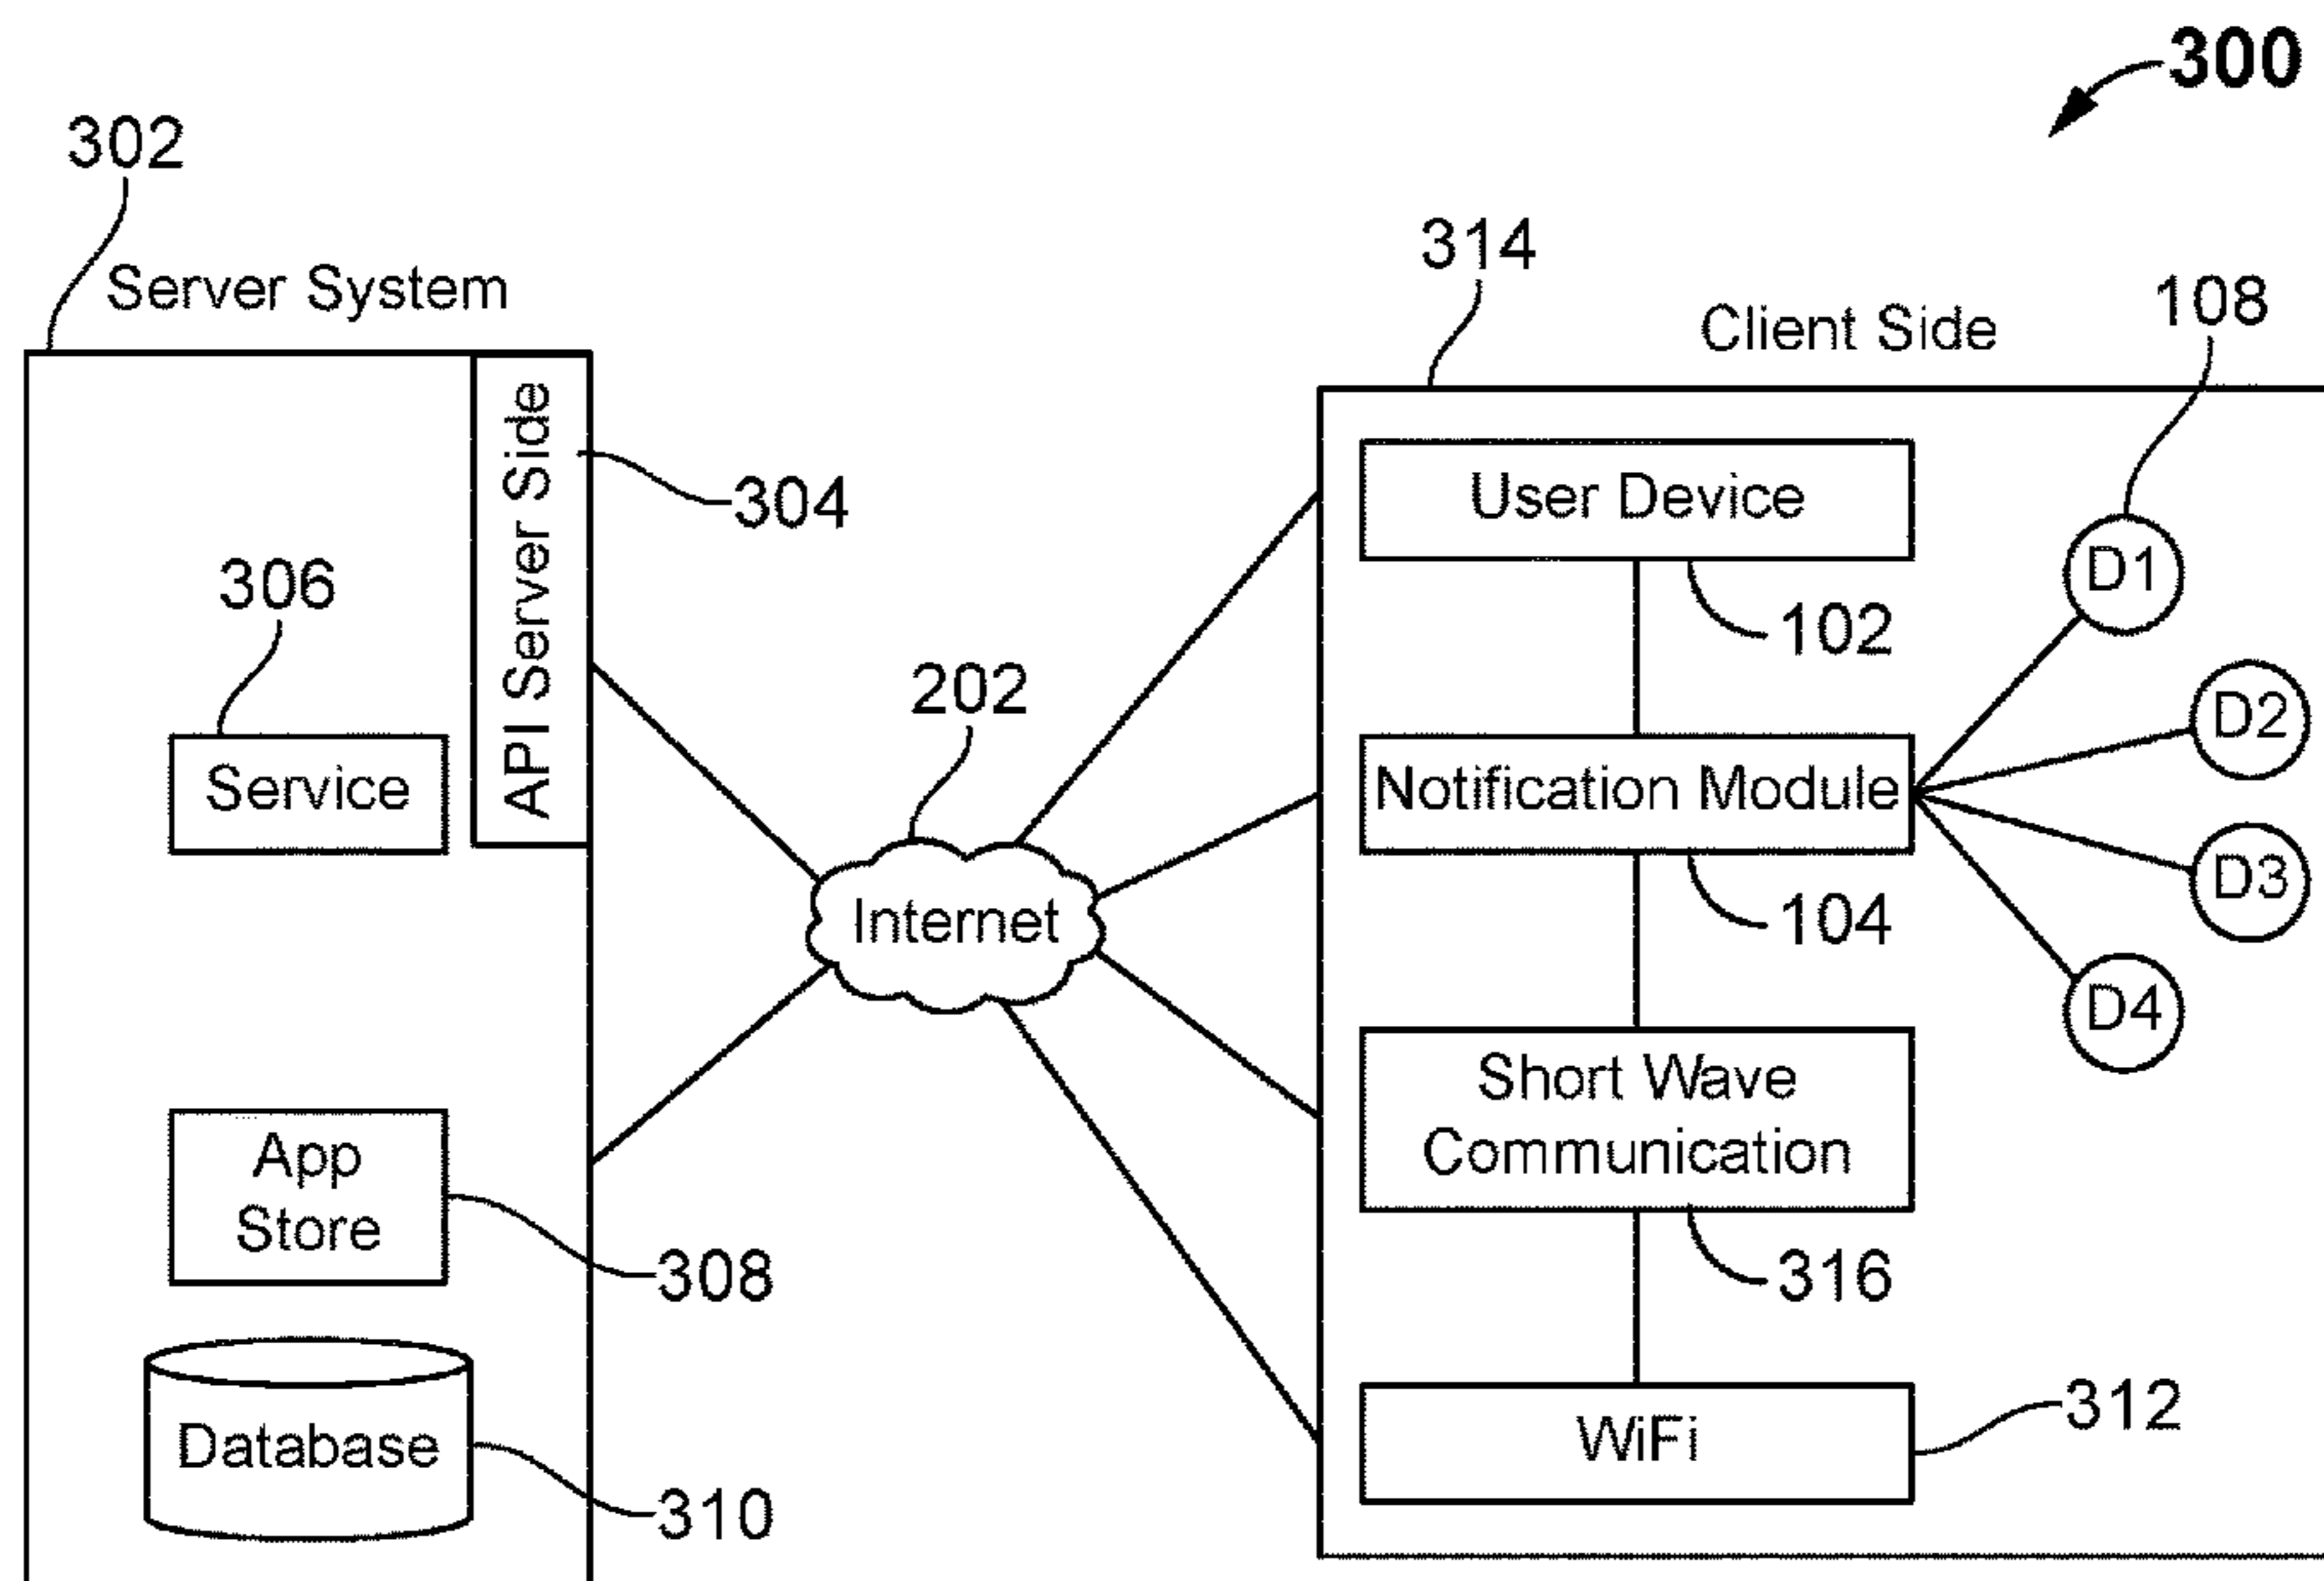 300
302
Server System
314
Client Side
108
API Server Side
304
User Device
D1
306
102
202
D2
Service
Notification Module
Internet
104
D3
D4
Short Wave
Communication
App
Store
308
316
312
WiFi
Database
310